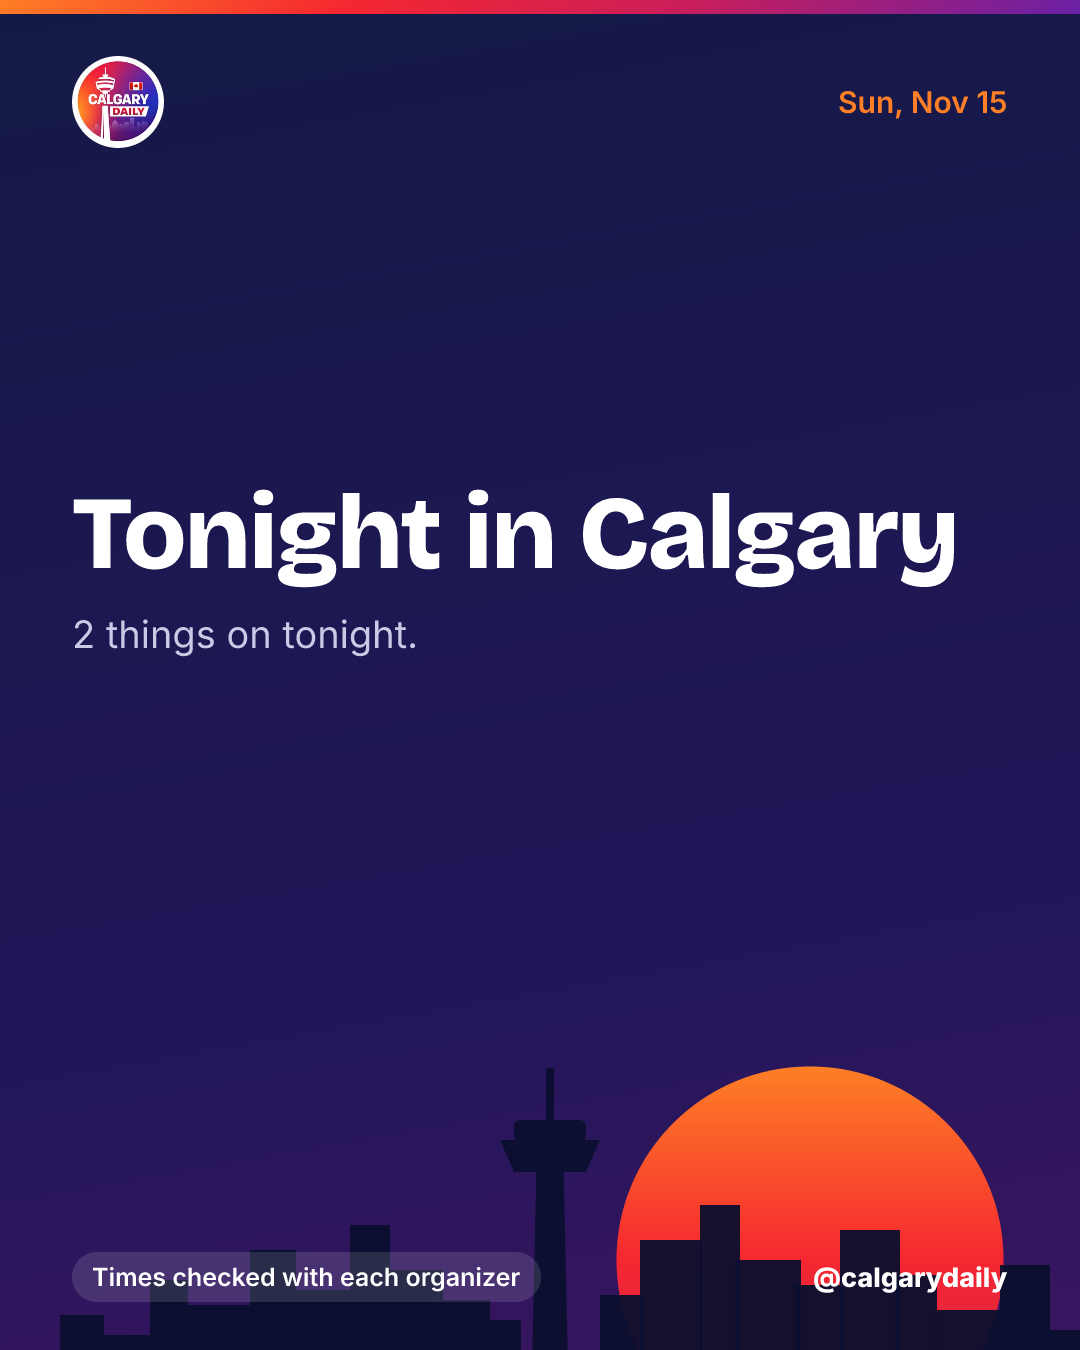 CALGARY
DAILY
Sun, Nov 15
Tonight in Calgary
2 things on tonight.
Times checked with each organizer
@calgarydaily